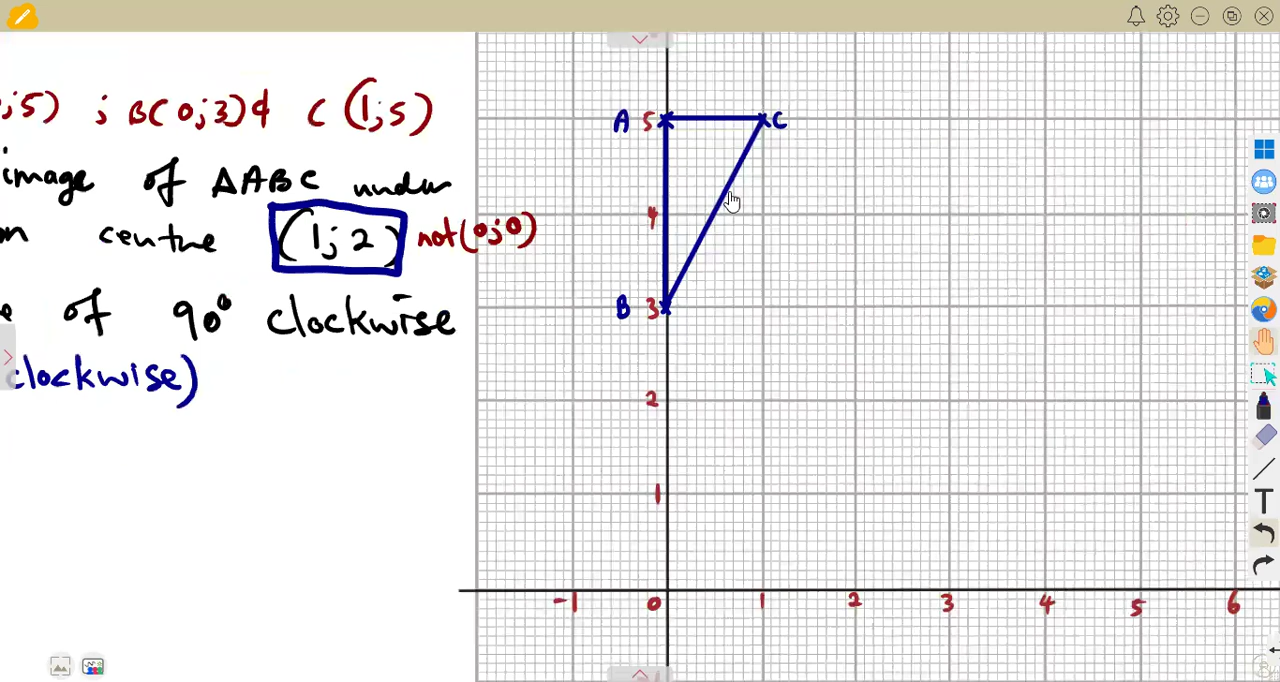 ;5) ; B(0;3) & C (1;5)
image of ΔABC under
n centre (1;2) not(0;0)
e of 90° clockwise
clockwise)
A 5 C
4
B 3
2
1
-1 0 1 2 3 4 5 6
T